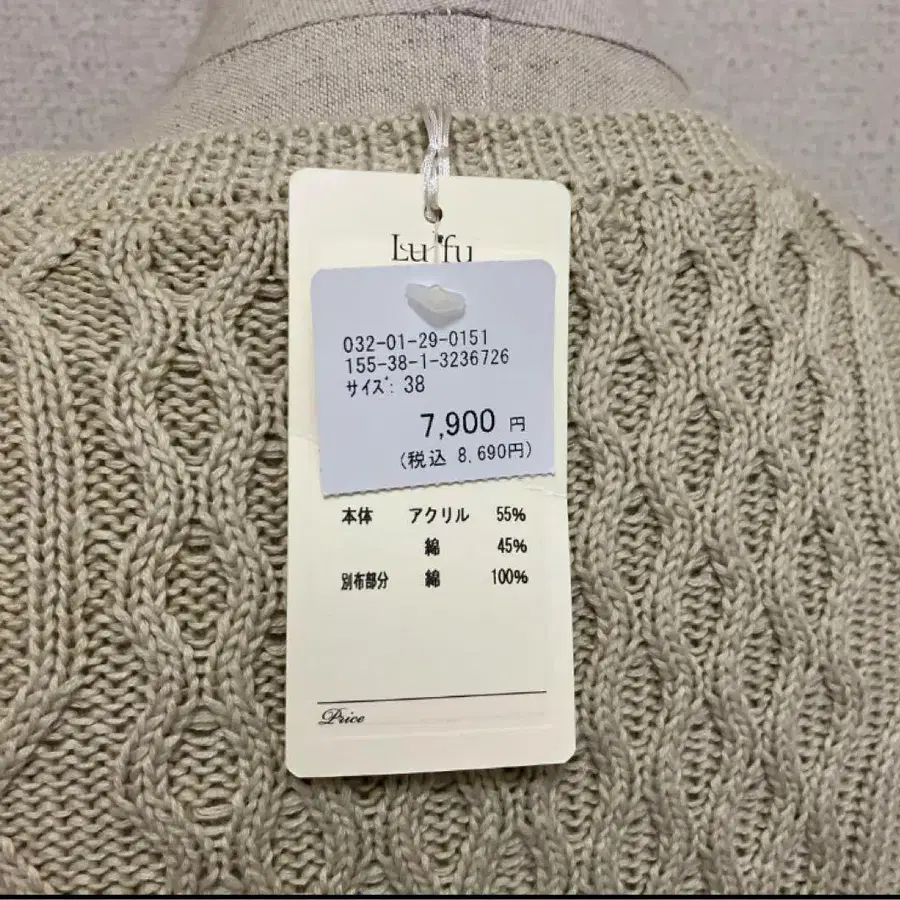 032-01-29-0151
155-38-1-3236726
サイズ: 38
7,900 円
(税込 8,690円)
本体 アクリル 55%
綿 45%
別布部分 綿 100%
Price